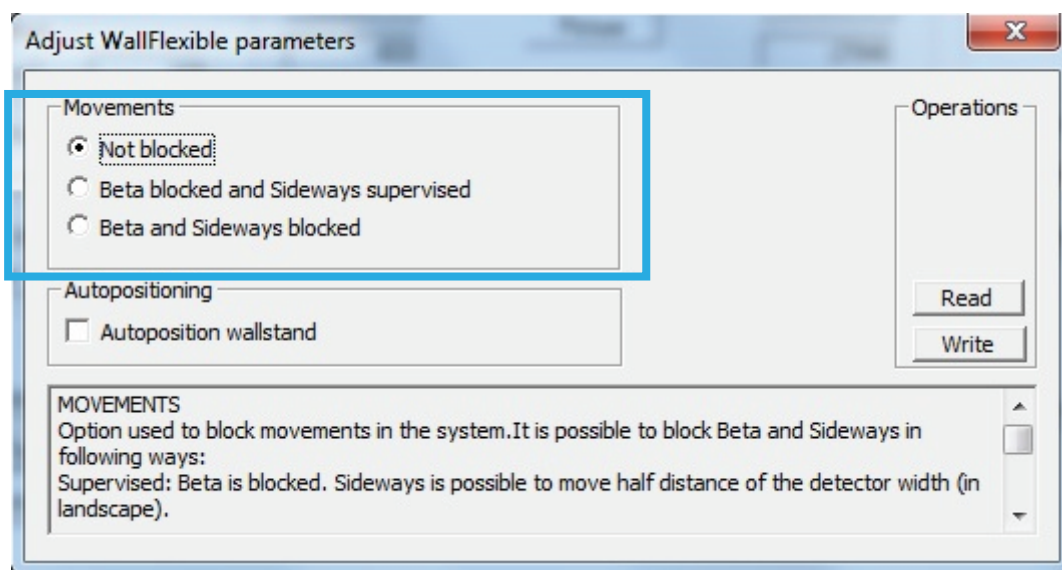 Adjust WallFlexible parameters
Movements
Not blocked
Beta blocked and Sideways supervised
Beta and Sideways blocked
Autopositioning
Autoposition wallstand
Operations
Read
Write
MOVEMENTS
Option used to block movements in the system.It is possible to block Beta and Sideways in
following ways:
Supervised: Beta is blocked. Sideways is possible to move half distance of the detector width (in
landscape).